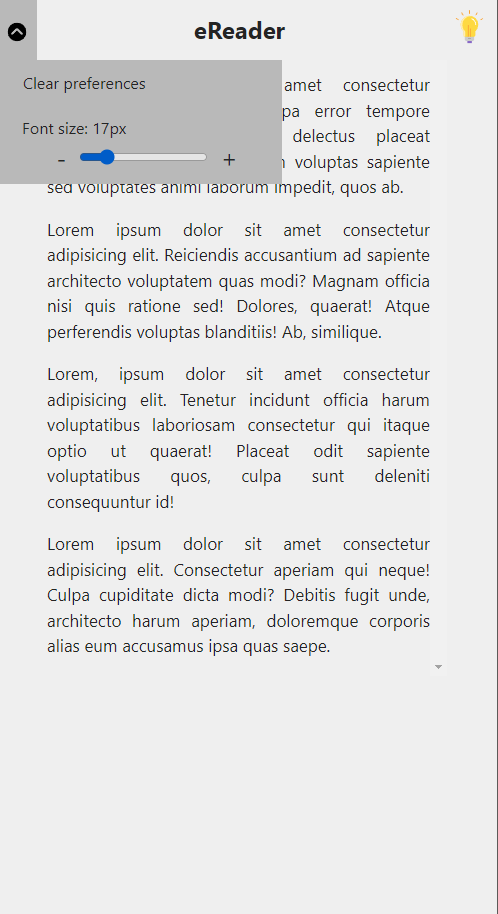 eReader
Clear preferences
Font size: 17px
- +
amet consectetur
error tempore
delectus placeat
voluptas sapiente
sed voluptates animi laborum impedit, quos ab.
Lorem ipsum dolor sit amet consectetur
adipisicing elit. Reiciendis accusantium ad sapiente
architecto voluptatem quas modi? Magnam officia
nisi quis ratione sed! Dolores, quaerat! Atque
perferendis voluptas blanditiis! Ab, similique.
Lorem, ipsum dolor sit amet consectetur
adipisicing elit. Tenetur incidunt officia harum
voluptatibus laboriosam consectetur qui itaque
optio ut quaerat! Placeat odit sapiente
voluptatibus quos, culpa sunt deleniti
consequuntur id!
Lorem ipsum dolor sit amet consectetur
adipisicing elit. Consectetur aperiam qui neque!
Culpa cupiditate dicta modi? Debitis fugit unde,
architecto harum aperiam, doloremque corporis
alias eum accusamus ipsa quas saepe.